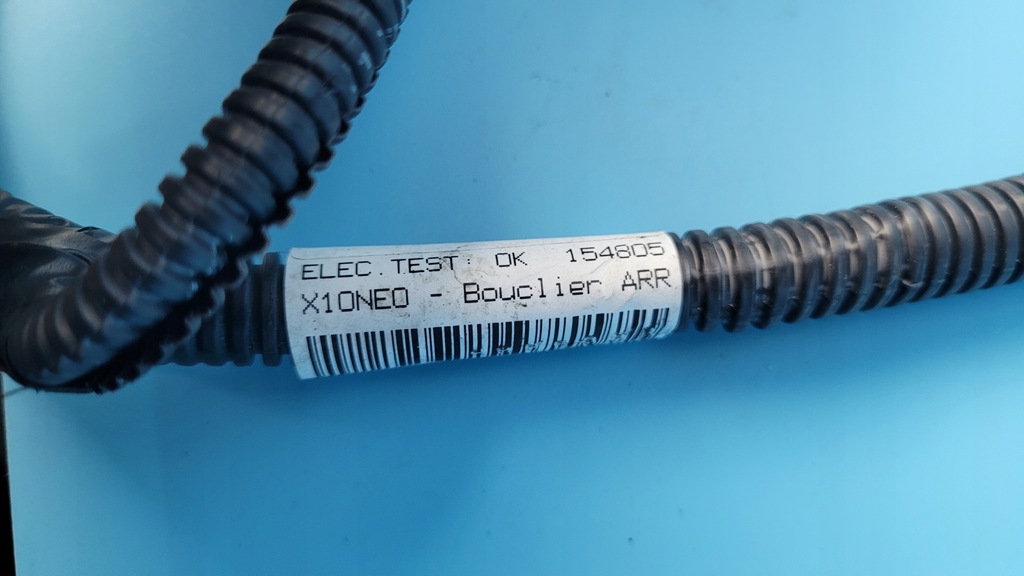 ELEC.TEST: OK 154805
X10NEO - Bouclier ARR